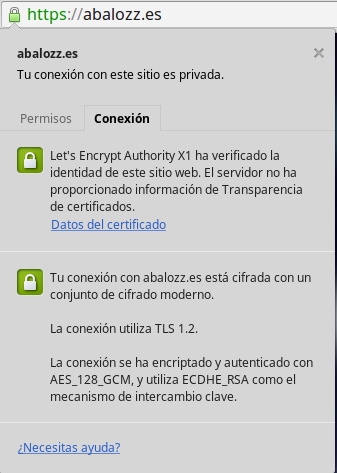 https://abalozz.es
abalozz.es
Tu conexión con este sitio es privada.
Permisos Conexión
Let's Encrypt Authority X1 ha verificado la
identidad de este sitio web. El servidor no ha
proporcionado información de Transparencia
de certificados.
Datos del certificado
Tu conexión con abalozz.es está cifrada con un
conjunto de cifrado moderno.
La conexión utiliza TLS 1.2.
La conexión se ha encriptado y autenticado con
AES_128_GCM, y utiliza ECDHE_RSA como el
mecanismo de intercambio clave.
¿Necesitas ayuda?